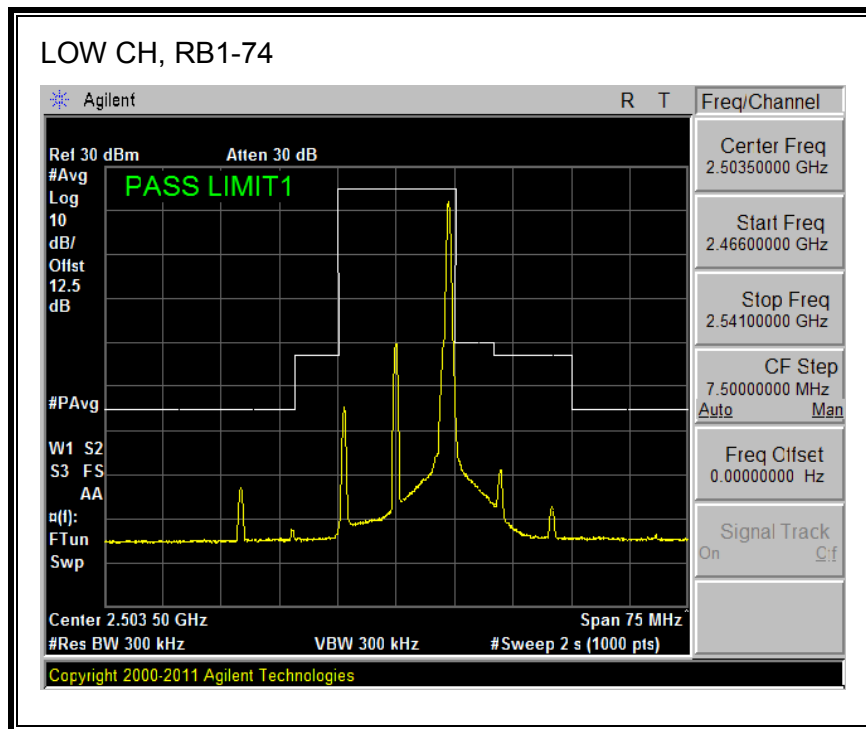 LOW CH, RB1-74
Agilent
R T
Freq/Channel
Ref 30 dBm
Atten 30 dB
#Avg
Log
10
dB/
Offst
12.5
dB
#PAvg
W1 S2
S3 FS
AA
¤(f):
FTun
Swp
PASS LIMIT1
Center 2.503 50 GHz
Span 75 MHz^
#Res BW 300 kHz
VBW 300 kHz
#Sweep 2 s (1000 pts)
Copyright 2000-2011 Agilent Technologies
Center Freq
2.50350000 GHz
Start Freq
2.46600000 GHz
Stop Freq
2.54100000 GHz
CF Step
7.50000000 MHz
Auto Man
Freq Offset
0.00000000 Hz
Signal Track
On Off